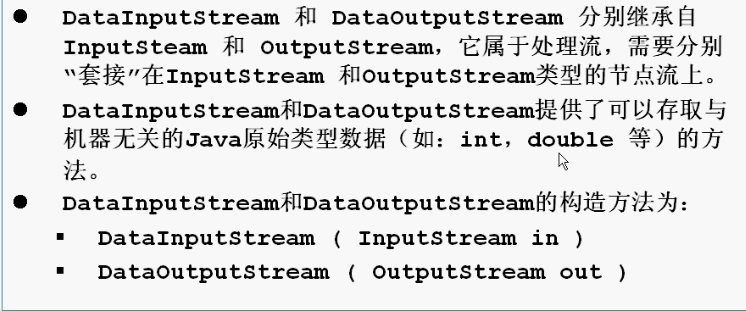 ● DataInputStream 和 DataOutputStream 分别继承自
InputSteam 和 OutputStream，它属于处理流，需要分别
“套接”在InputStream 和OutputStream类型的节点流上。
● DataInputStream和DataOutputStream提供了可以存取与
机器无关的Java原始类型数据（如：int，double 等）的方
法。
● DataInputStream和DataOutputStream的构造方法为：
▪ DataInputStream ( InputStream in )
▪ DataOutputStream ( OutputStream out )